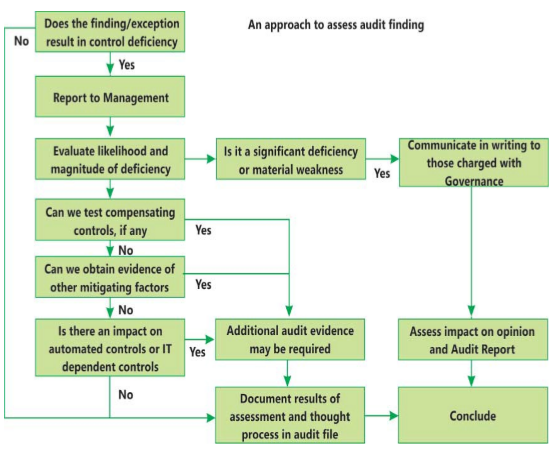 An approach to assess audit finding
Does the finding/exception
result in control deficiency
No
Yes
Report to Management
Evaluate likelihood and
magnitude of deficiency
Is it a significant deficiency
or material weakness
Yes
Communicate in writing to
those charged with
Governance
Can we test compensating
controls, if any
Yes
No
Can we obtain evidence of
other mitigating factors
Yes
No
Is there an impact on
automated controls or IT
dependent controls
Yes
No
Additional audit evidence
may be required
Assess impact on opinion
and Audit Report
Document results of
assessment and thought
process in audit file
Conclude